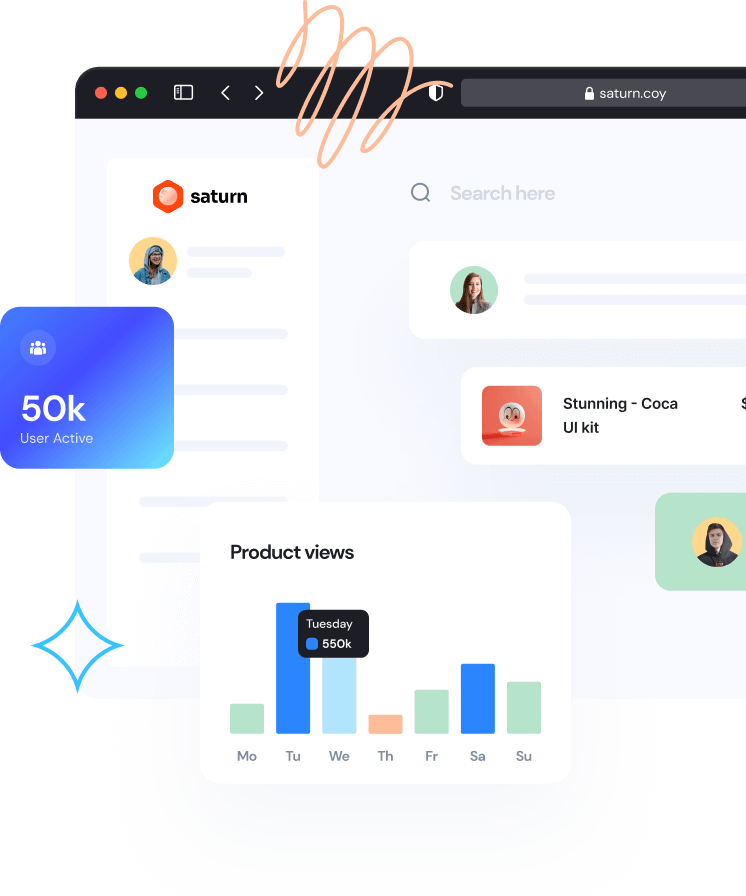 saturn.coy
saturn
Search here
50k
User Active
Stunning - Coca
$
UI kit
Product views
Tuesday
550k
Mo Tu We Th Fr Sa Su